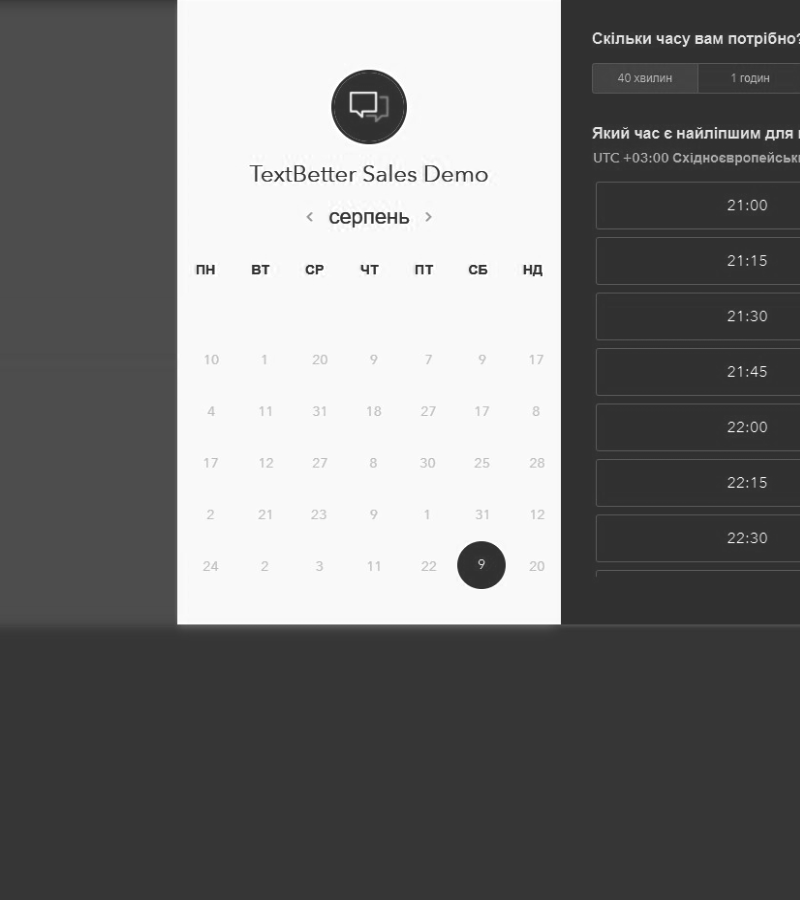 TextBetter Sales Demo
серпень
ПН ВТ СР ЧТ ПТ СБ НД
10 1 20 9 7 9 17
4 11 31 18 27 17 8
17 12 27 8 30 25 28
2 21 23 9 1 31 12
24 2 3 11 22 9 20
Скільки часу вам потрібно?
40 хвилин 1 годин
Який час є найліпшим для
UTC +03:00 Східноєвропейськ
21:00
21:15
21:30
21:45
22:00
22:15
22:30